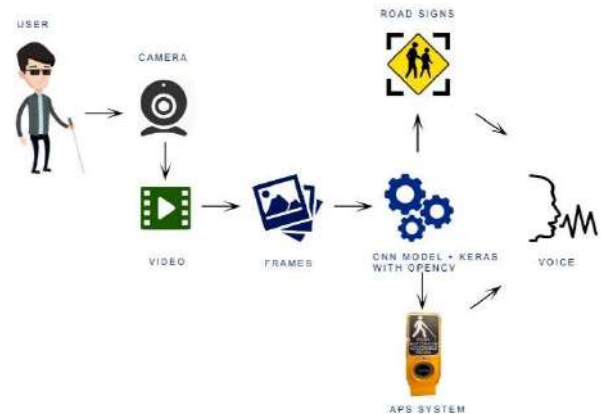 USER
CAMERA
ROAD SIGNS
VIDEO
FRAMES
CNN MODEL + KERAS
WITH OPENCV
VOICE
APS SYSTEM